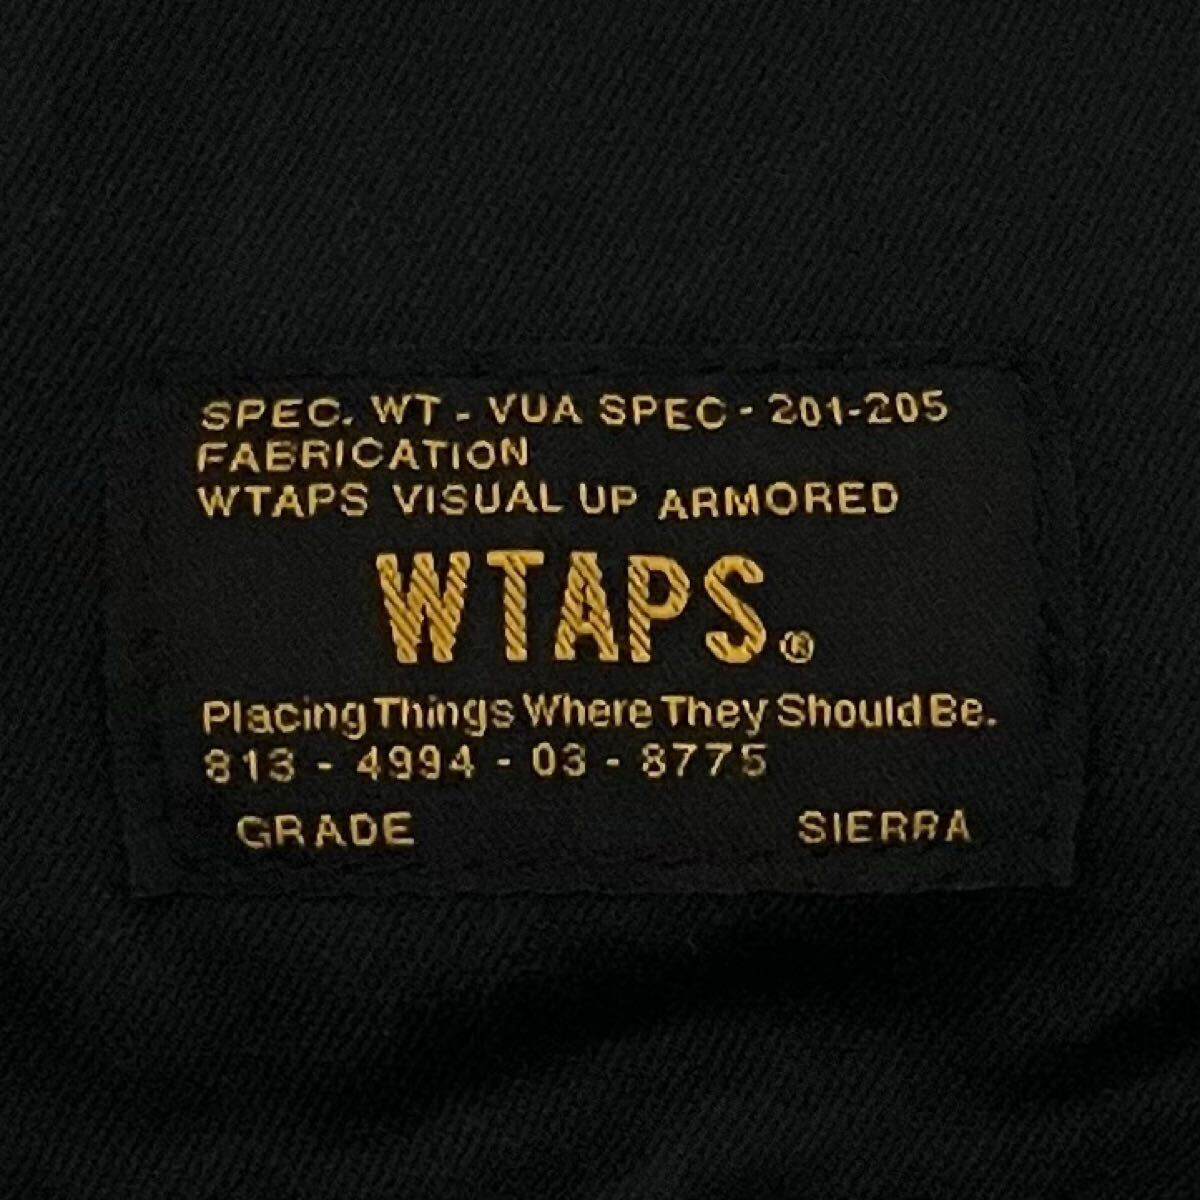 SPEC. WT - VUA SPEC - 201-205
FABRICATION
WTAPS VISUAL UP ARMORED
WTAPS.®
Placing Things Where They Should Be.
813 - 4994 - 03 - 8775
GRADE SIERRA